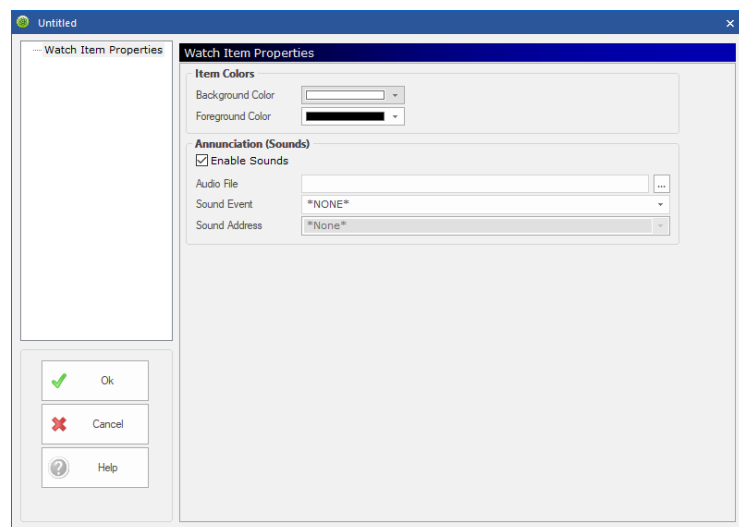 Untitled
Watch Item Properties
Watch Item Properties
Item Colors
Background Color
Foreground Color
Annunciation (Sounds)
Enable Sounds
Audio File
...
Sound Event *NONE*
Sound Address *None*
Ok
Cancel
Help